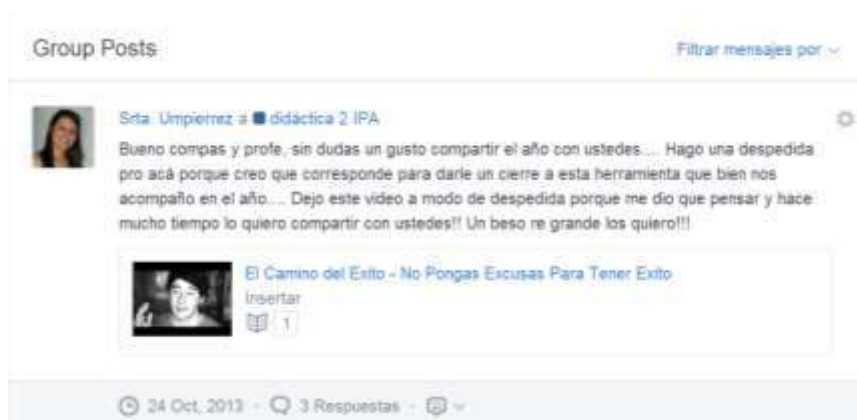 Group Posts
Filtrar mensajes por
Srta. Umpierrez a didáctica 2 IPA
Bueno compas y profe, sin dudas un gusto compartir el año con ustedes.... Hago una despedida
pro acá porque creo que corresponde para darle un cierre a esta herramienta que bien nos
acompaño en el año.... Dejo este video a modo de despedida porque me dio que pensar y hace
mucho tiempo lo quiero compartir con ustedes!! Un beso re grande los quiero!!!
El Camino del Exito - No Pongas Excusas Para Tener Exito
Insertar
1
24 Oct, 2013 · 3 Respuestas ·